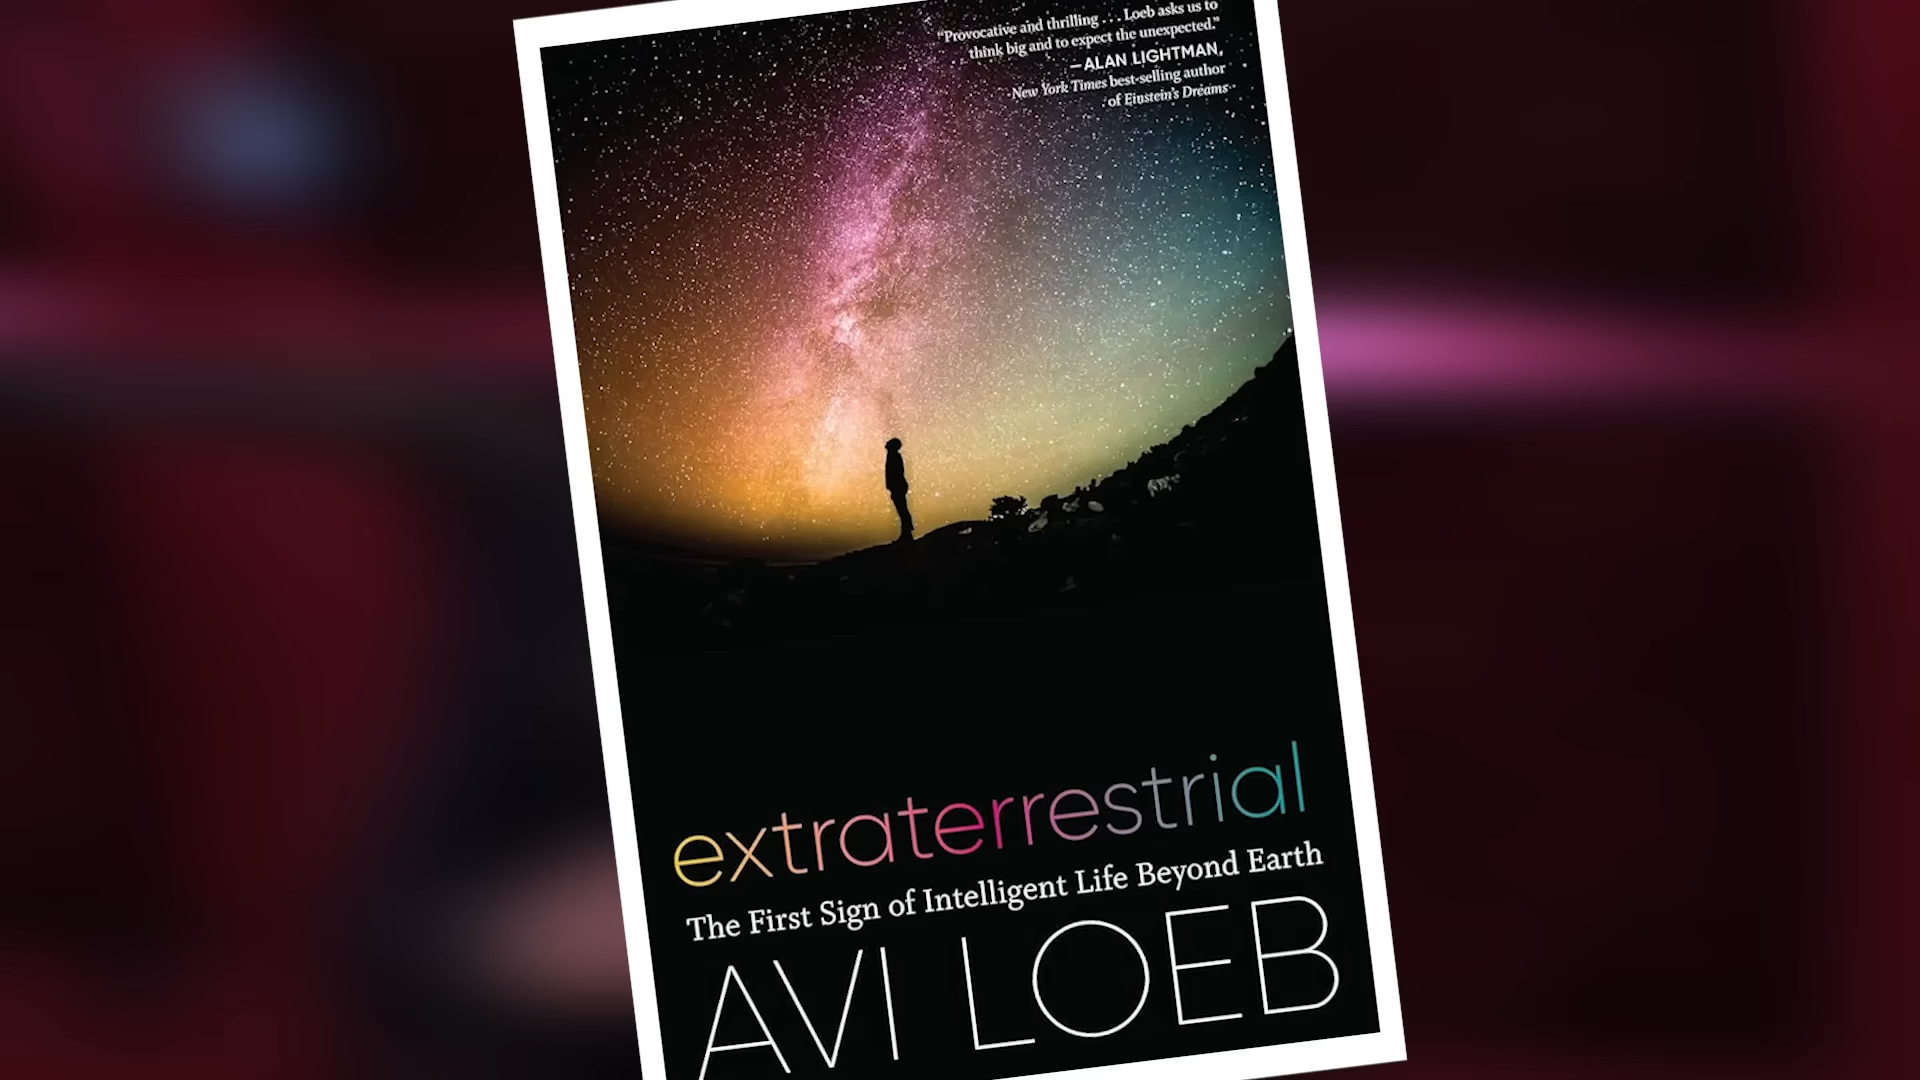 “Provocative and thrilling . . . Loeb asks us to
think big and to expect the unexpected.”
—ALAN LIGHTMAN,
New York Times best-selling author
of Einstein's Dreams
extraterrestrial
The First Sign of Intelligent Life Beyond Earth
AVI LOEB